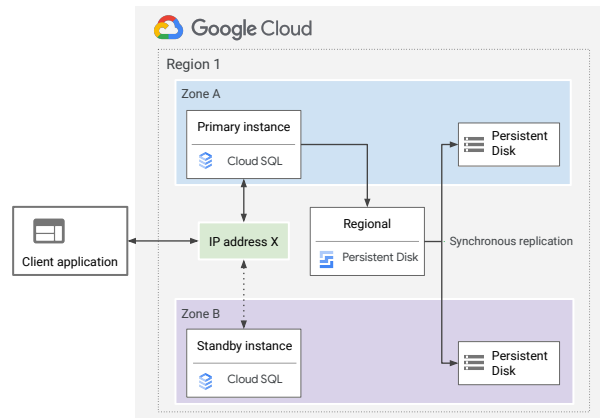 Google Cloud
Region 1
Zone A
Primary instance
Cloud SQL
Persistent
Disk
Client application
IP address X
Regional
Persistent Disk
Synchronous replication
Zone B
Standby instance
Cloud SQL
Persistent
Disk